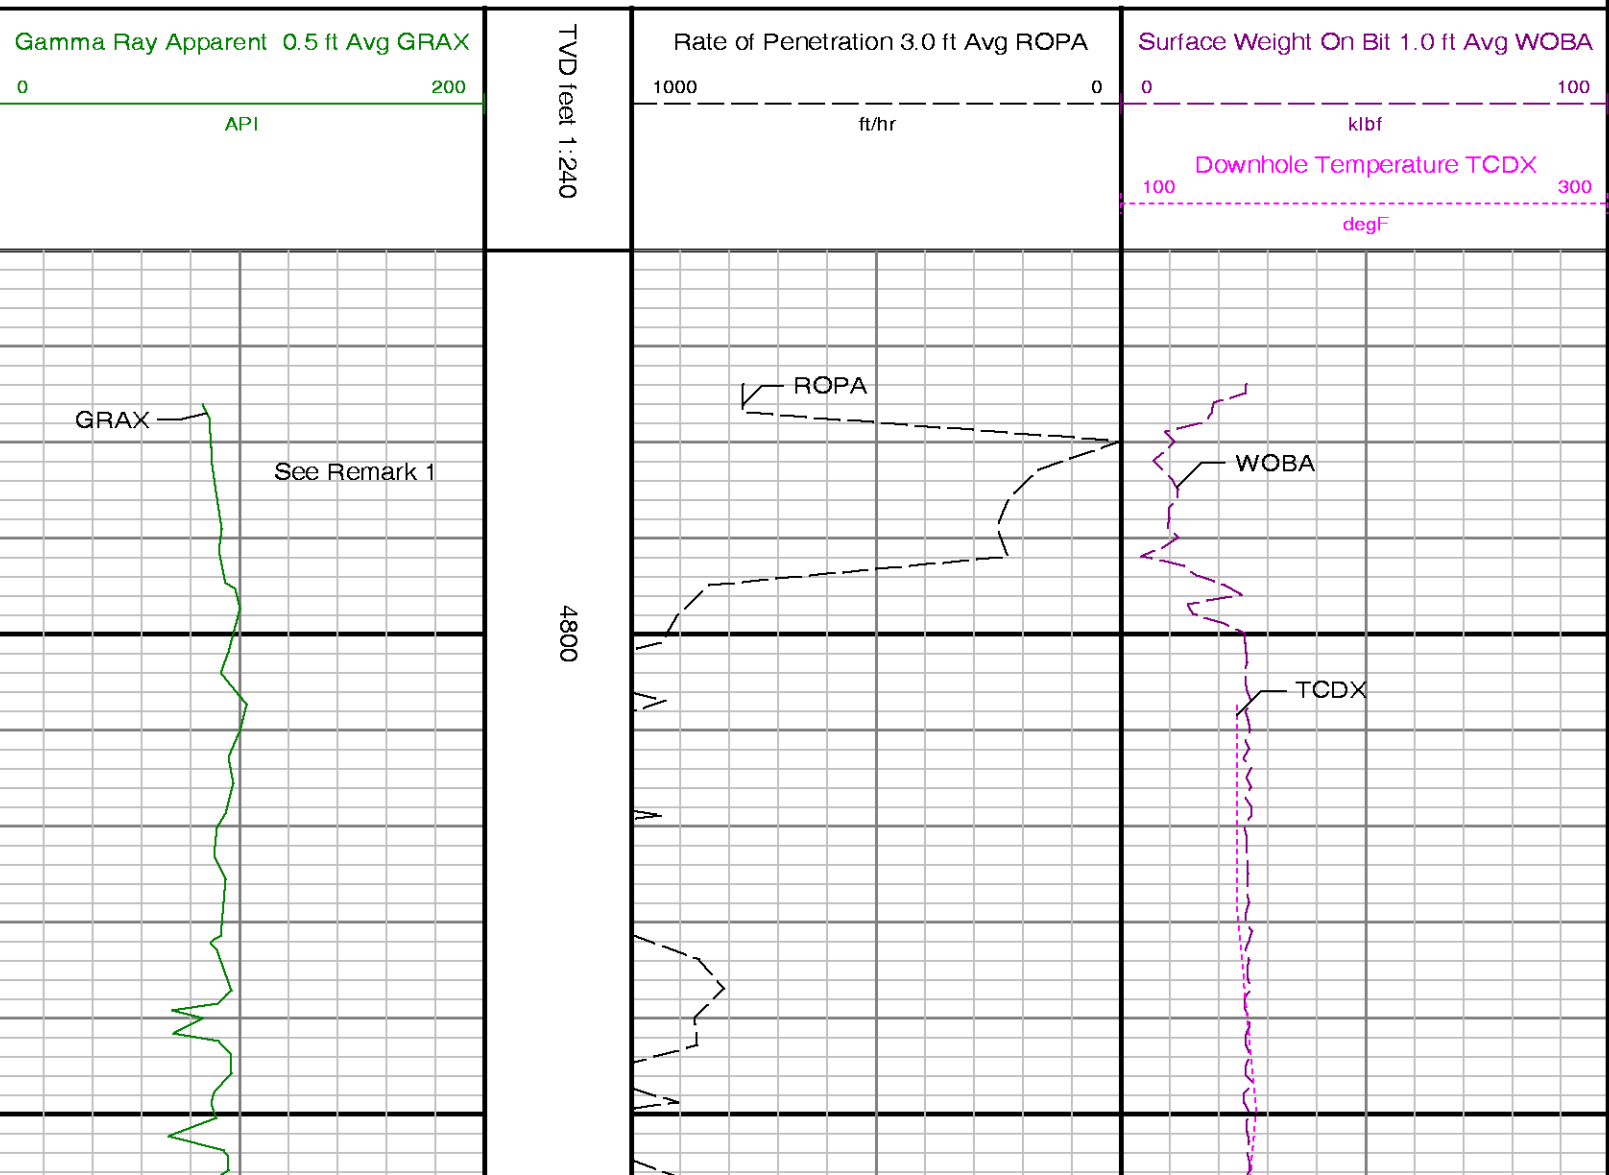 Gamma Ray Apparent 0.5 ft Avg GRAX
0 200
API
TVD feet 1:240
Rate of Penetration 3.0 ft Avg ROPA
1000 0
ft/hr
Surface Weight On Bit 1.0 ft Avg WOBA
0 100
klbf
Downhole Temperature TCDX
100 300
degF
ROPA
GRAX
WOBA
See Remark 1
4800
TCDX